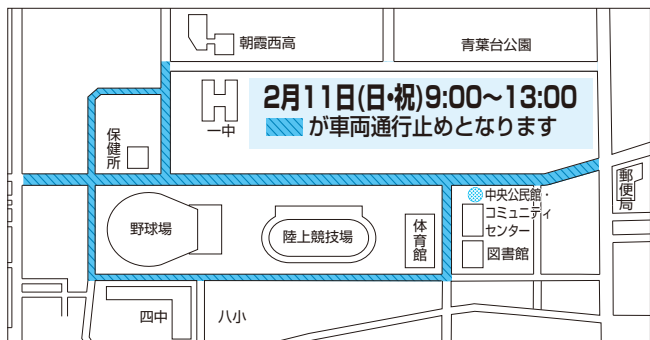 朝霞西高
青葉台公園
2月11日(日・祝)9:00〜13:00
が車両通行止めとなります
一中
保健所
郵便局
中央公民館・
コミュニティ
センター
図書館
野球場
陸上競技場
体育館
四中
八小